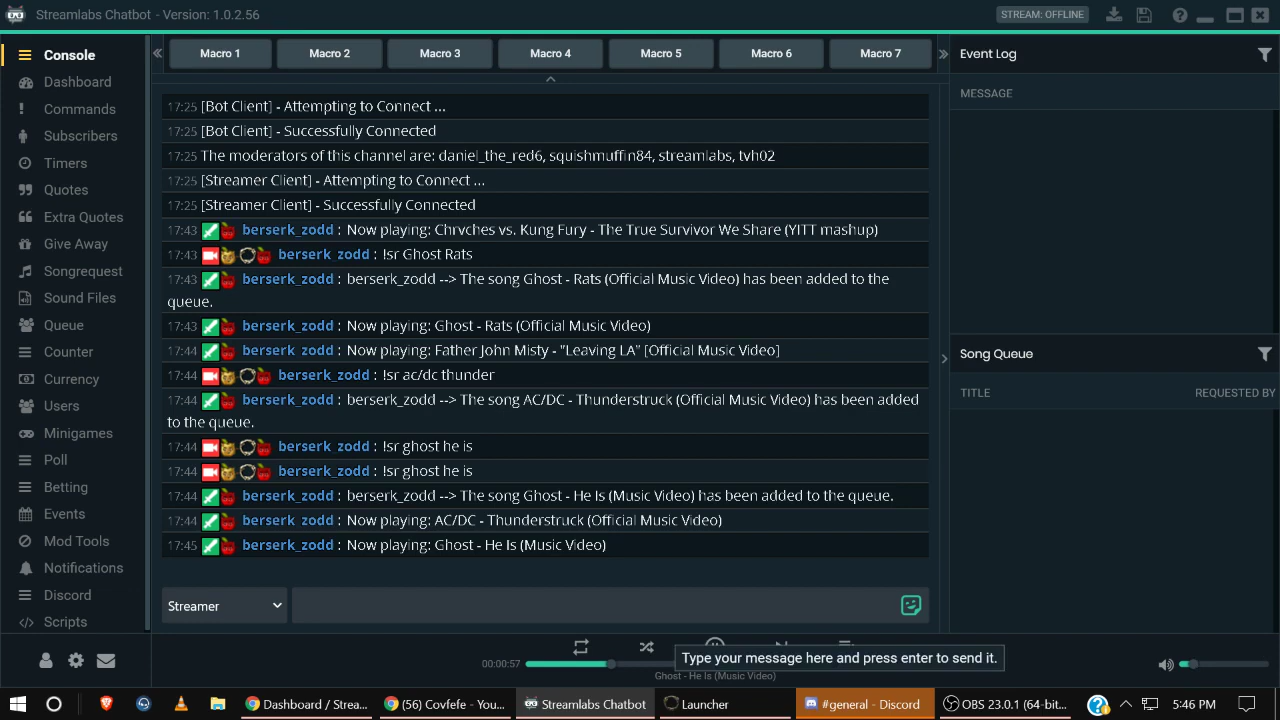 Streamlabs Chatbot - Version: 1.0.2.56
STREAM: OFFLINE
Console
Dashboard
Commands
Subscribers
Timers
Quotes
Extra Quotes
Give Away
Songrequest
Sound Files
Queue
Counter
Currency
Users
Minigames
Poll
Betting
Events
Mod Tools
Notifications
Discord
Scripts
Macro 1
Macro 2
Macro 3
Macro 4
Macro 5
Macro 6
Macro 7
17:25 [Bot Client] - Attempting to Connect ...
17:25 [Bot Client] - Successfully Connected
17:25 The moderators of this channel are: daniel_the_red6, squishmuffin84, streamlabs, tvh02
17:25 [Streamer Client] - Attempting to Connect ...
17:25 [Streamer Client] - Successfully Connected
17:43 berserk_zodd : Now playing: Chrvches vs. Kung Fury - The True Survivor We Share (YITT mashup)
17:43 berserk_zodd : !sr Ghost Rats
17:43 berserk_zodd : berserk_zodd --> The song Ghost - Rats (Official Music Video) has been added to the
queue.
17:43 berserk_zodd : Now playing: Ghost - Rats (Official Music Video)
17:44 berserk_zodd : Now playing: Father John Misty - "Leaving LA" [Official Music Video]
17:44 berserk_zodd : !sr ac/dc thunder
17:44 berserk_zodd : berserk_zodd --> The song AC/DC - Thunderstruck (Official Music Video) has been added
to the queue.
17:44 berserk_zodd : !sr ghost he is
17:44 berserk_zodd : !sr ghost he is
17:44 berserk_zodd : berserk_zodd --> The song Ghost - He Is (Music Video) has been added to the queue.
17:44 berserk_zodd : Now playing: AC/DC - Thunderstruck (Official Music Video)
17:45 berserk_zodd : Now playing: Ghost - He Is (Music Video)
Streamer
Event Log
MESSAGE
Song Queue
TITLE REQUESTED BY
00:00:57
Type your message here and press enter to send it.
Ghost - He Is (Music Video)
Dashboard / Strea...
(56) Covfefe - You...
Streamlabs Chatbot
Launcher
#general - Discord
OBS 23.0.1 (64-bit...
5:46 PM